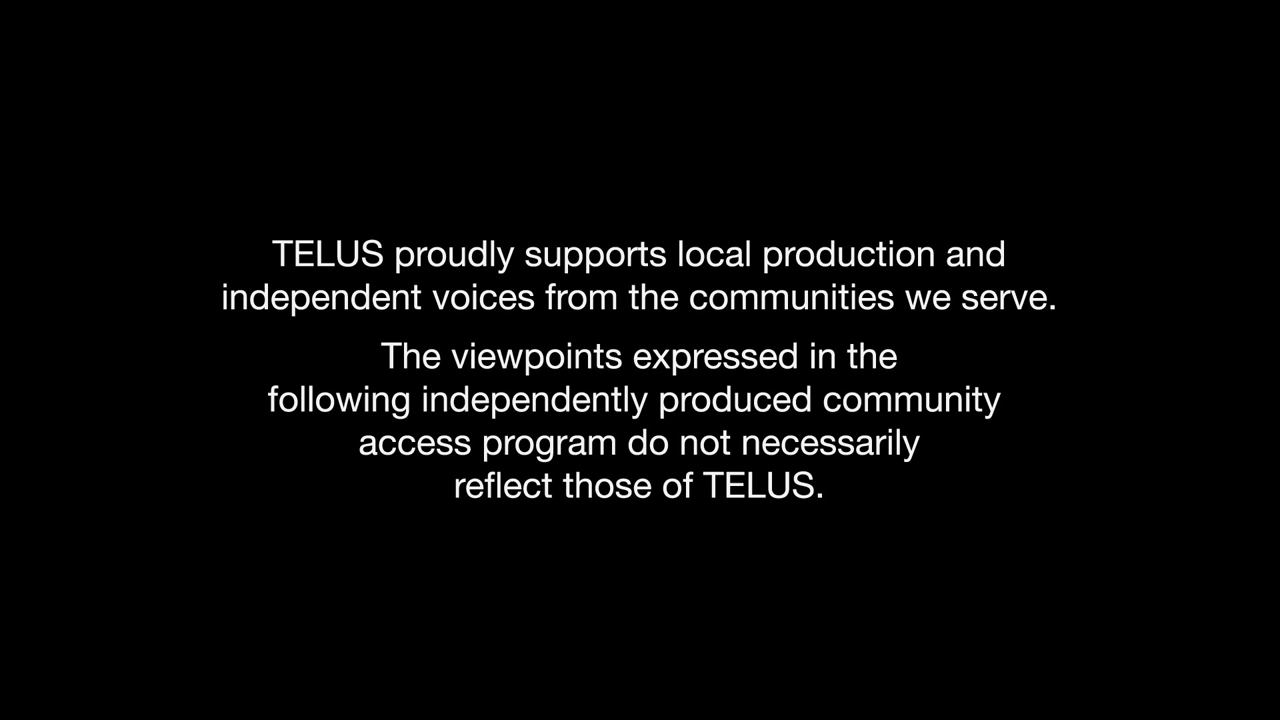 TELUS proudly supports local production and
independent voices from the communities we serve.
The viewpoints expressed in the
following independently produced community
access program do not necessarily
reflect those of TELUS.